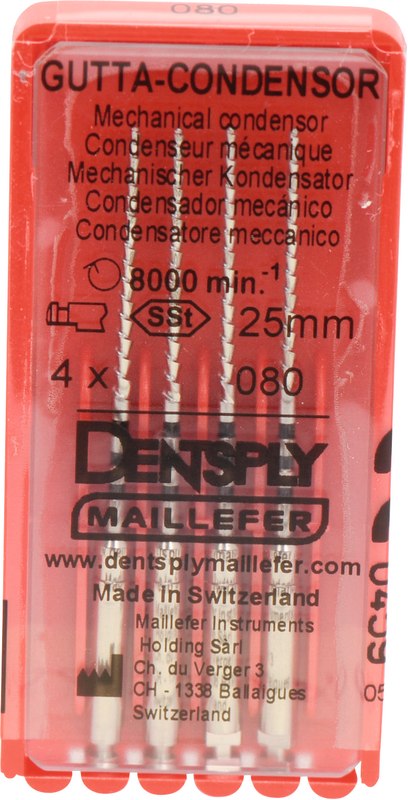 080
GUTTA-CONDENSOR
Mechanical condensor
Condenseur mécanique
Mechanischer Kondensator
Condensador mecánico
Condensatore meccanico
8000 min.-1
SSt 25mm
4 x 080
DENTSPLY
MAILLEFER
www.dentsplymaillefer.com
Made in Switzerland
Maillefer Instruments
Holding Sàrl
Ch. du Verger 3
CH - 1338 Ballaigues
Switzerland
0459
05